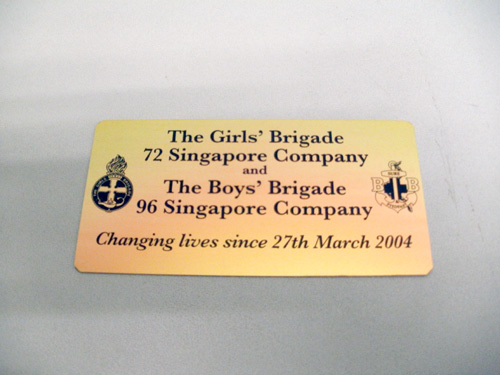 The Girls' Brigade
72 Singapore Company
and
The Boys' Brigade
96 Singapore Company
Changing lives since 27th March 2004